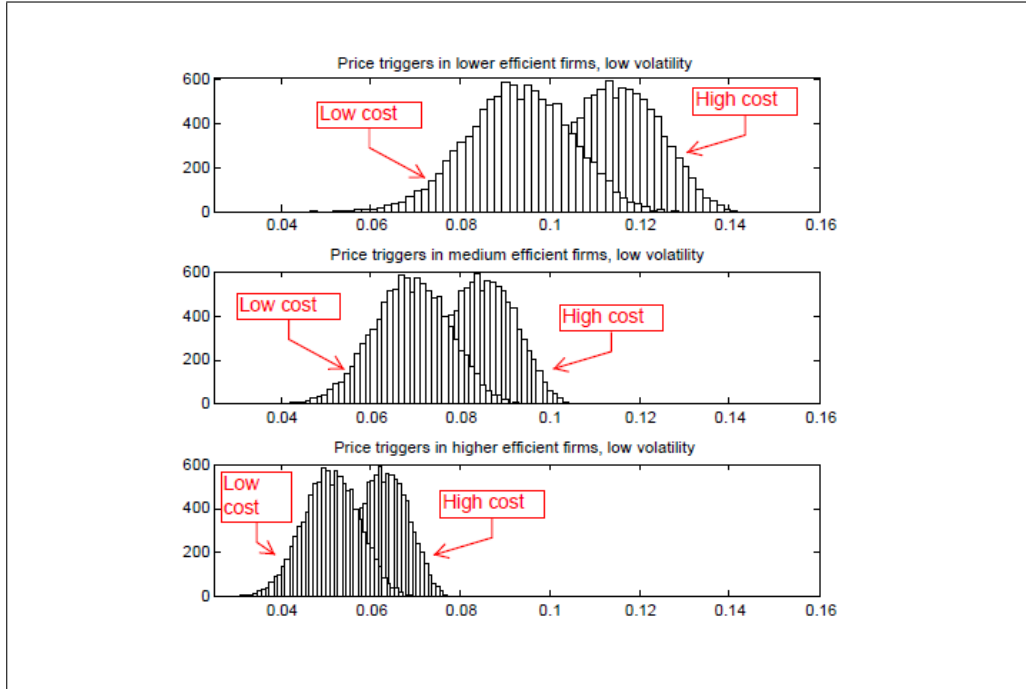 Price triggers in lower efficient firms, low volatility
600
400
200
0
Low cost
High cost
0.04 0.06 0.08 0.1 0.12 0.14 0.16
Price triggers in medium efficient firms, low volatility
600
400
200
0
Low cost
High cost
0.04 0.06 0.08 0.1 0.12 0.14 0.16
Price triggers in higher efficient firms, low volatility
600
400
200
0
Low
cost
High cost
0.04 0.06 0.08 0.1 0.12 0.14 0.16